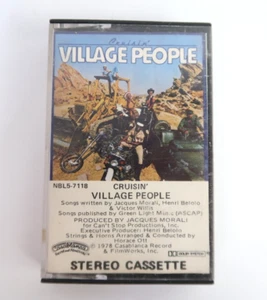 Cruisin'
VILLAGE PEOPLE
NBLS-7118
CRUISIN'
VILLAGE PEOPLE
Songs written by Jacques Morali, Henri Belolo,
& Victor Willis
Songs published by Green Light Music (ASCAP)
PRODUCED BY JACQUES MORALI
for Can't Stop Productions, Inc.
Executive Producer: Henri Belolo
Strings & Horns Arranged & Conducted by
Horace Ott
℗ 1978 Casablanca Record
& FilmWorks, Inc.
STEREO CASSETTE